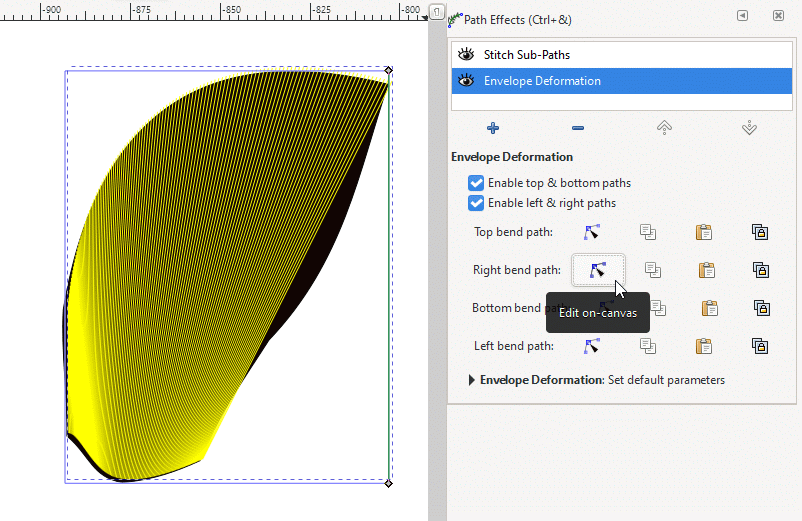 -900 -875 -850 -825 -800
Path Effects (Ctrl+&)
Stitch Sub-Paths
Envelope Deformation
Envelope Deformation
Enable top & bottom paths
Enable left & right paths
Top bend path:
Right bend path:
Bottom bend path:
Edit on-canvas
Left bend path:
Envelope Deformation: Set default parameters